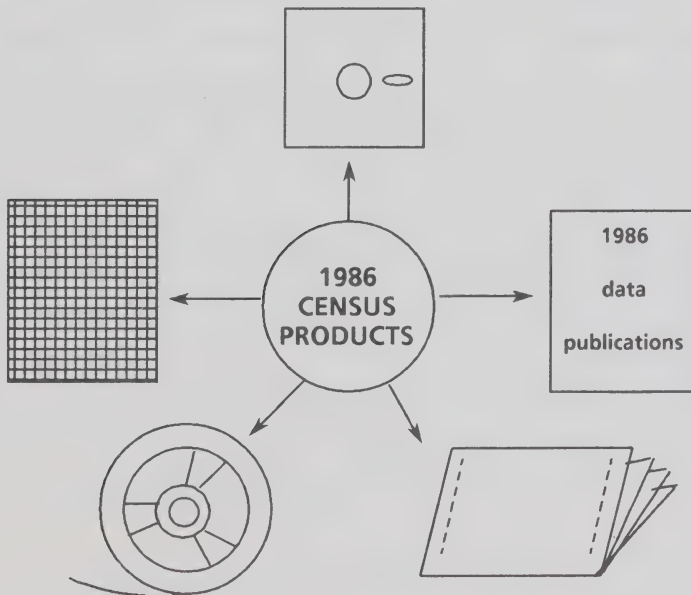 1986
CENSUS
PRODUCTS
1986
data
publications